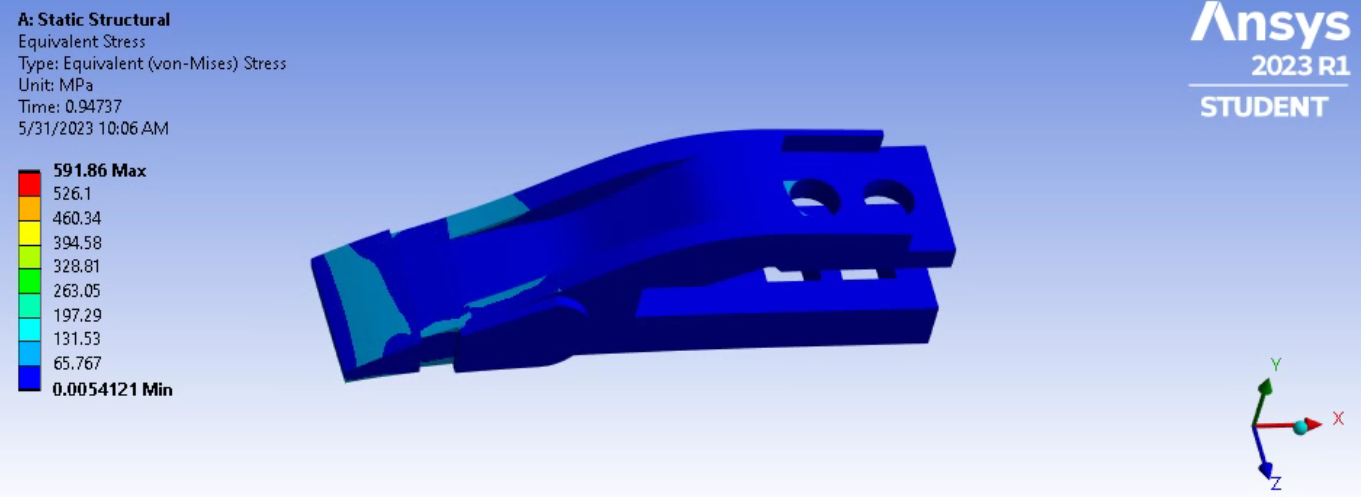 A: Static Structural
Equivalent Stress
Type: Equivalent (von-Mises) Stress
Unit: MPa
Time: 0.94737
5/31/2023 10:06 AM
591.86 Max
526.1
460.34
394.58
328.81
263.05
197.29
131.53
65.767
0.0054121 Min
Ansys
2023 R1
STUDENT
Y
X
Z